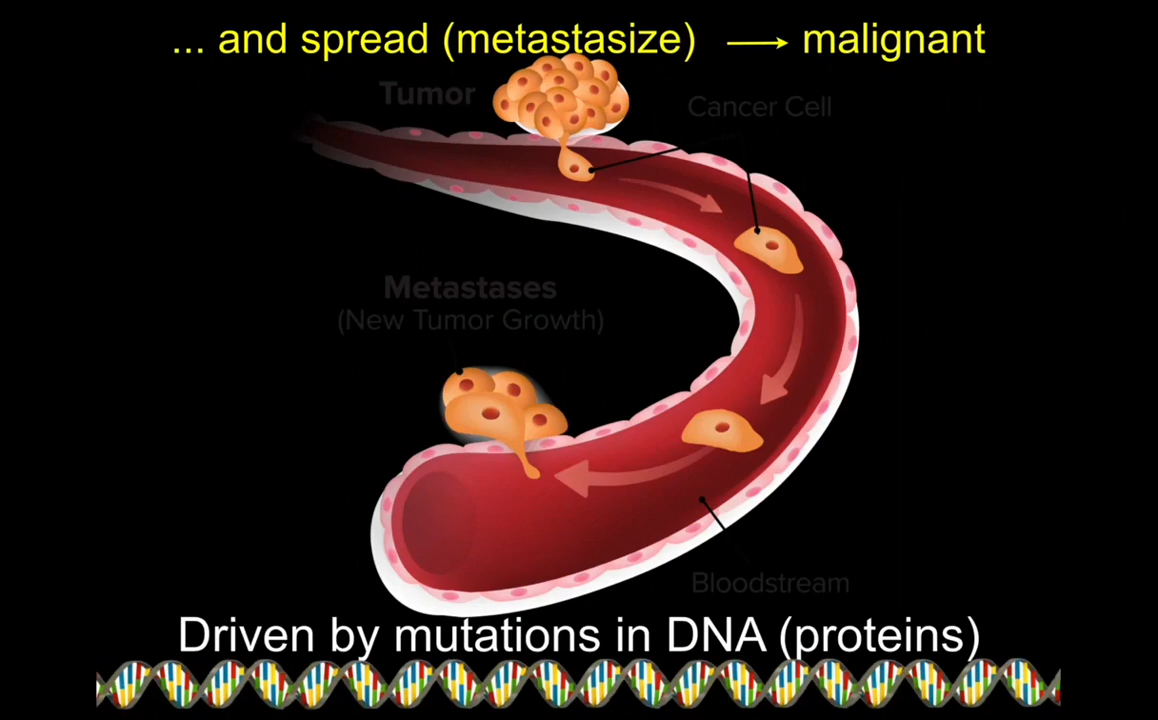 ... and spread (metastasize) ⟶ malignant
Tumor
Cancer Cell
Metastases
(New Tumor Growth)
Bloodstream
Driven by mutations in DNA (proteins)